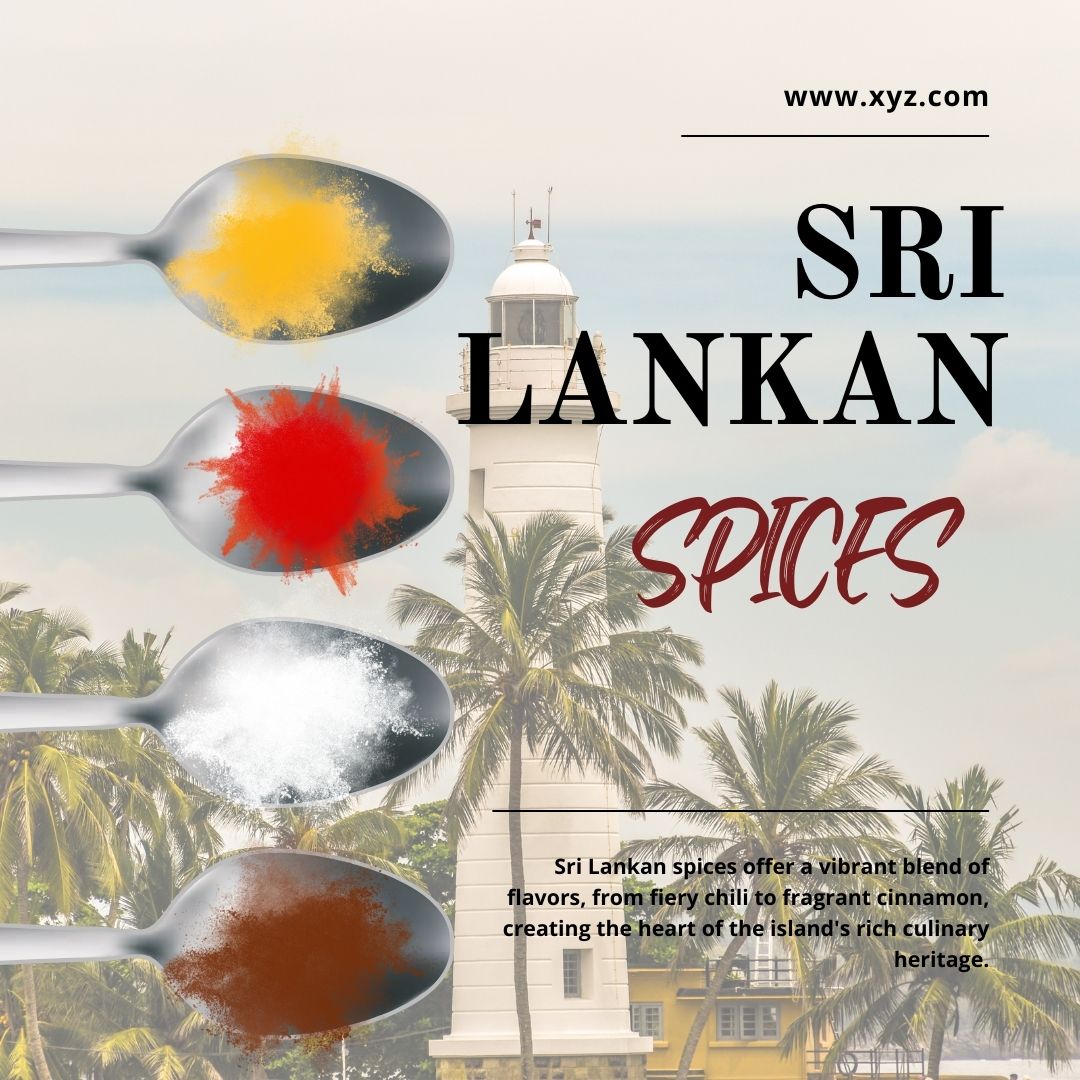 www.xyz.com
SRI
LANKAN
SPICES
Sri Lankan spices offer a vibrant blend of
flavors, from fiery chili to fragrant cinnamon,
creating the heart of the island's rich culinary
heritage.